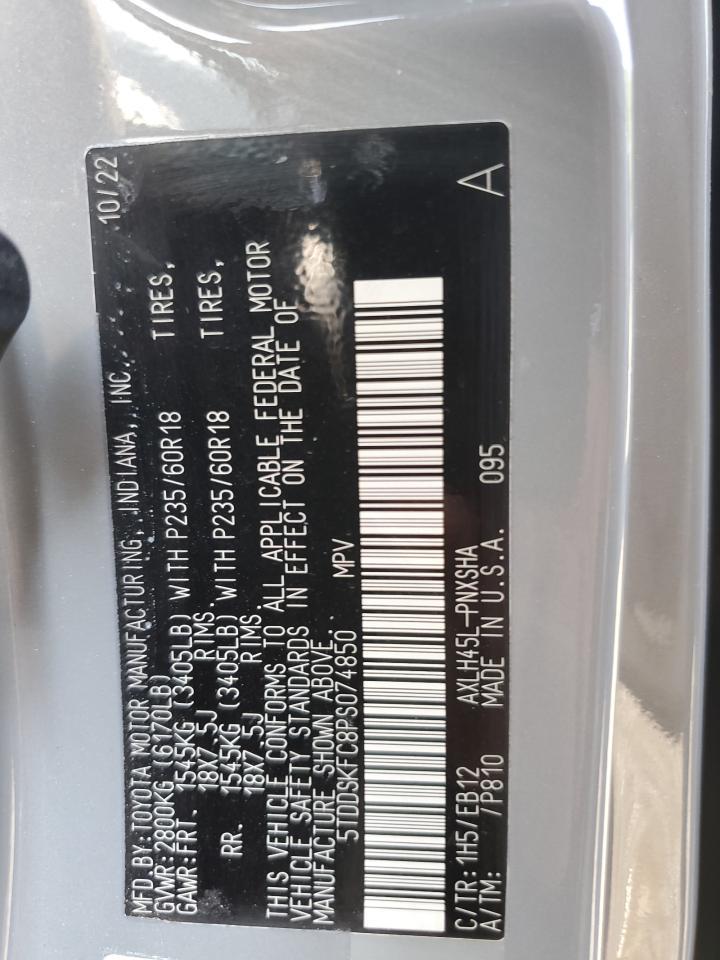 MFD.BY:TOYOTA MOTOR MANUFACTURING, INDIANA, INC. 10/22
GVWR:2800KG (6170LB)
GAWR:FRT. 1545KG (3405LB) WITH P235/60R18 TIRES,
18X7.5J RIMS.
RR. 1545KG (3405LB) WITH P235/60R18 TIRES,
18X7.5J RIMS.
THIS VEHICLE CONFORMS TO ALL APPLICABLE FEDERAL MOTOR
VEHICLE SAFETY STANDARDS IN EFFECT ON THE DATE OF
MANUFACTURE SHOWN ABOVE.
5TDDSKFC8PS074850 MPV
C/TR:1H5/EB12 AXLH45L-PNXSHA A
A/TM: /P810 MADE IN U.S.A. 095